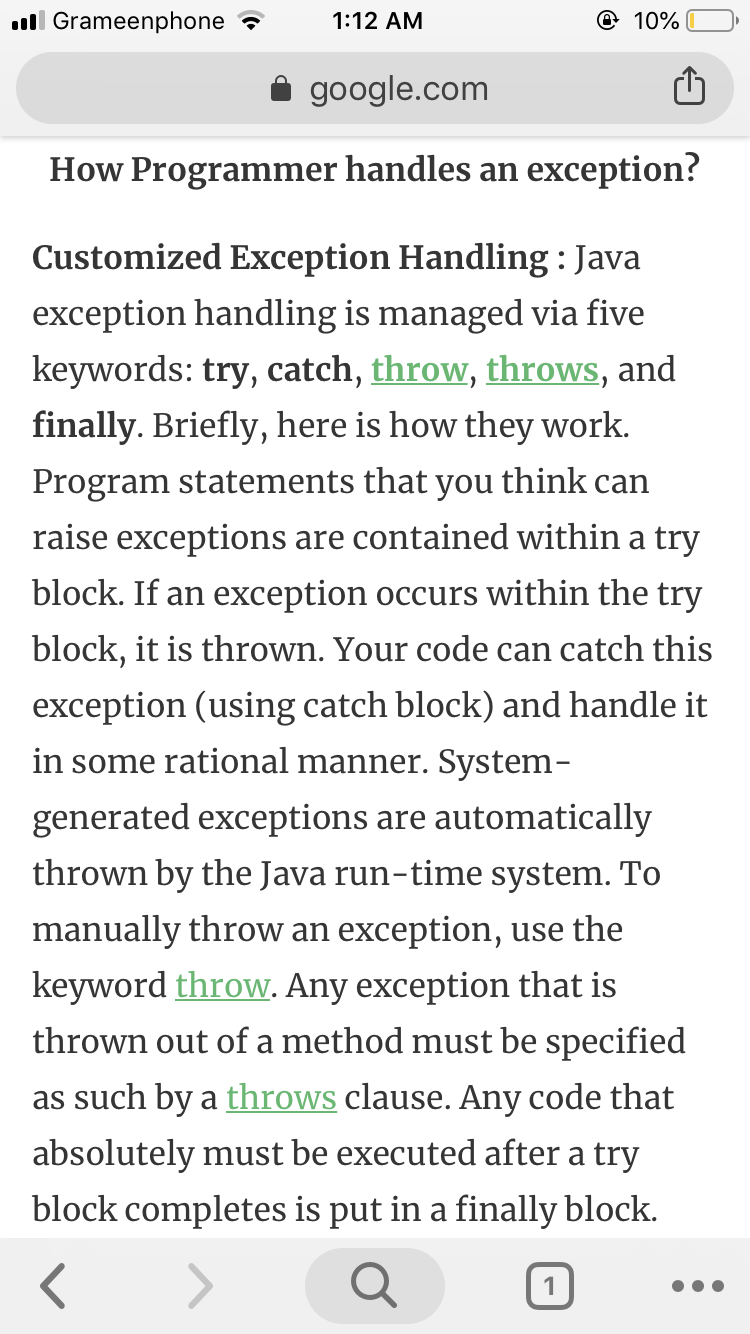 Grameenphone 1:12 AM 10%
google.com
How Programmer handles an exception?
Customized Exception Handling : Java
exception handling is managed via five
keywords: try, catch, throw, throws, and
finally. Briefly, here is how they work.
Program statements that you think can
raise exceptions are contained within a try
block. If an exception occurs within the try
block, it is thrown. Your code can catch this
exception (using catch block) and handle it
in some rational manner. System-
generated exceptions are automatically
thrown by the Java run-time system. To
manually throw an exception, use the
keyword throw. Any exception that is
thrown out of a method must be specified
as such by a throws clause. Any code that
absolutely must be executed after a try
block completes is put in a finally block.
1